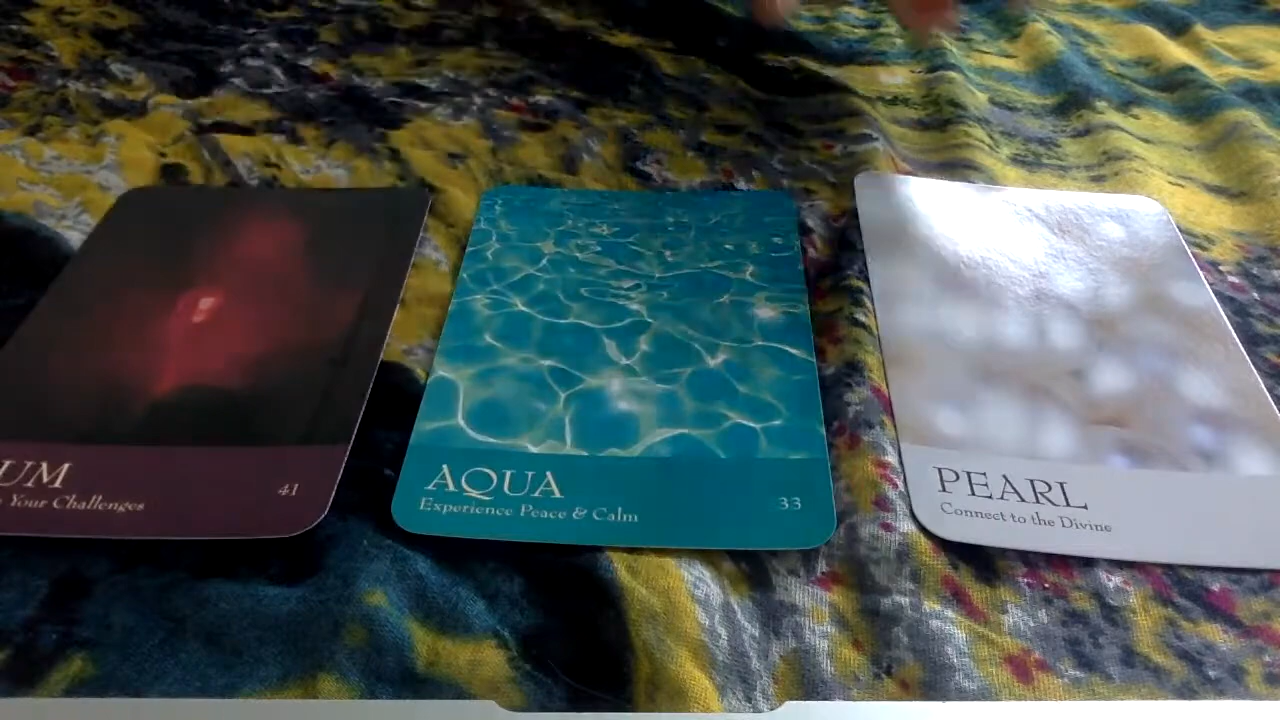 UM
Your Challenges
41
AQUA
Experience Peace & Calm
33
PEARL
Connect to the Divine